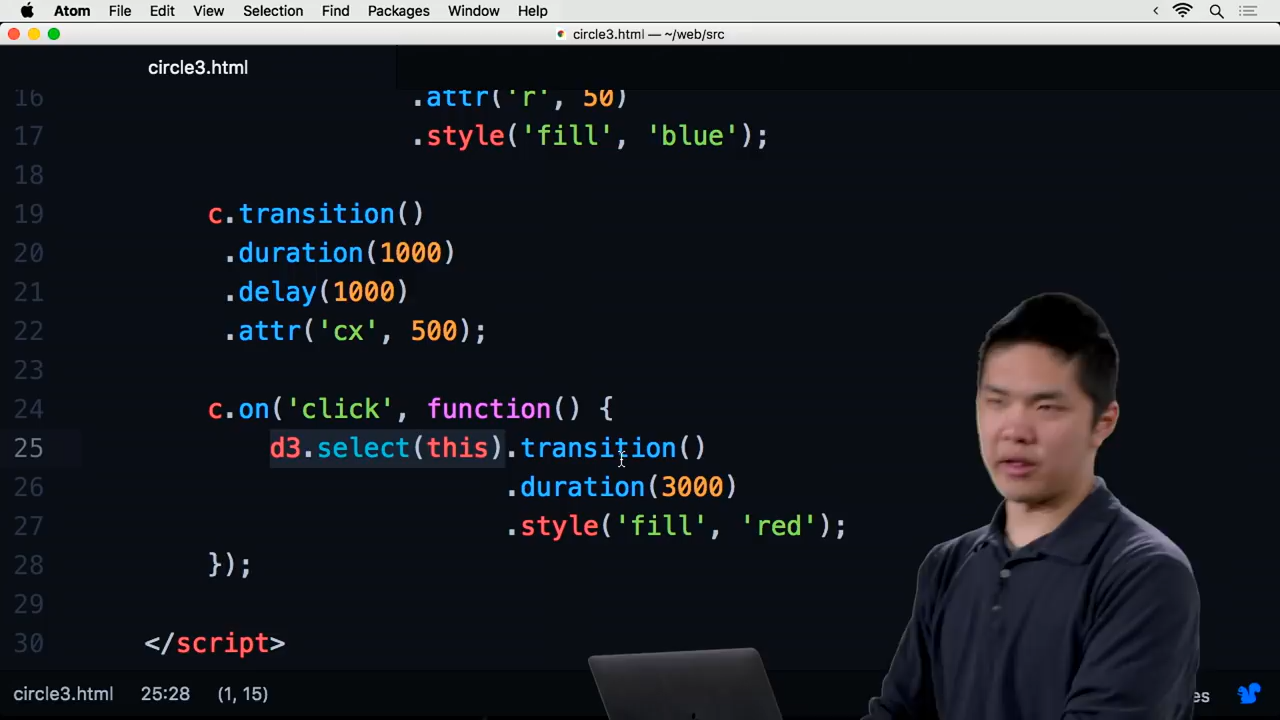 Atom File Edit View Selection Find Packages Window Help
circle3.html — ~/web/src
circle3.html
16 .attr('r', 50)
17 .style('fill', 'blue');
18
19 c.transition()
20 .duration(1000)
21 .delay(1000)
22 .attr('cx', 500);
23
24 c.on('click', function() {
25 d3.select(this).transition()
26 .duration(3000)
27 .style('fill', 'red');
28 });
29
30 </script>
circle3.html 25:28 (1, 15)